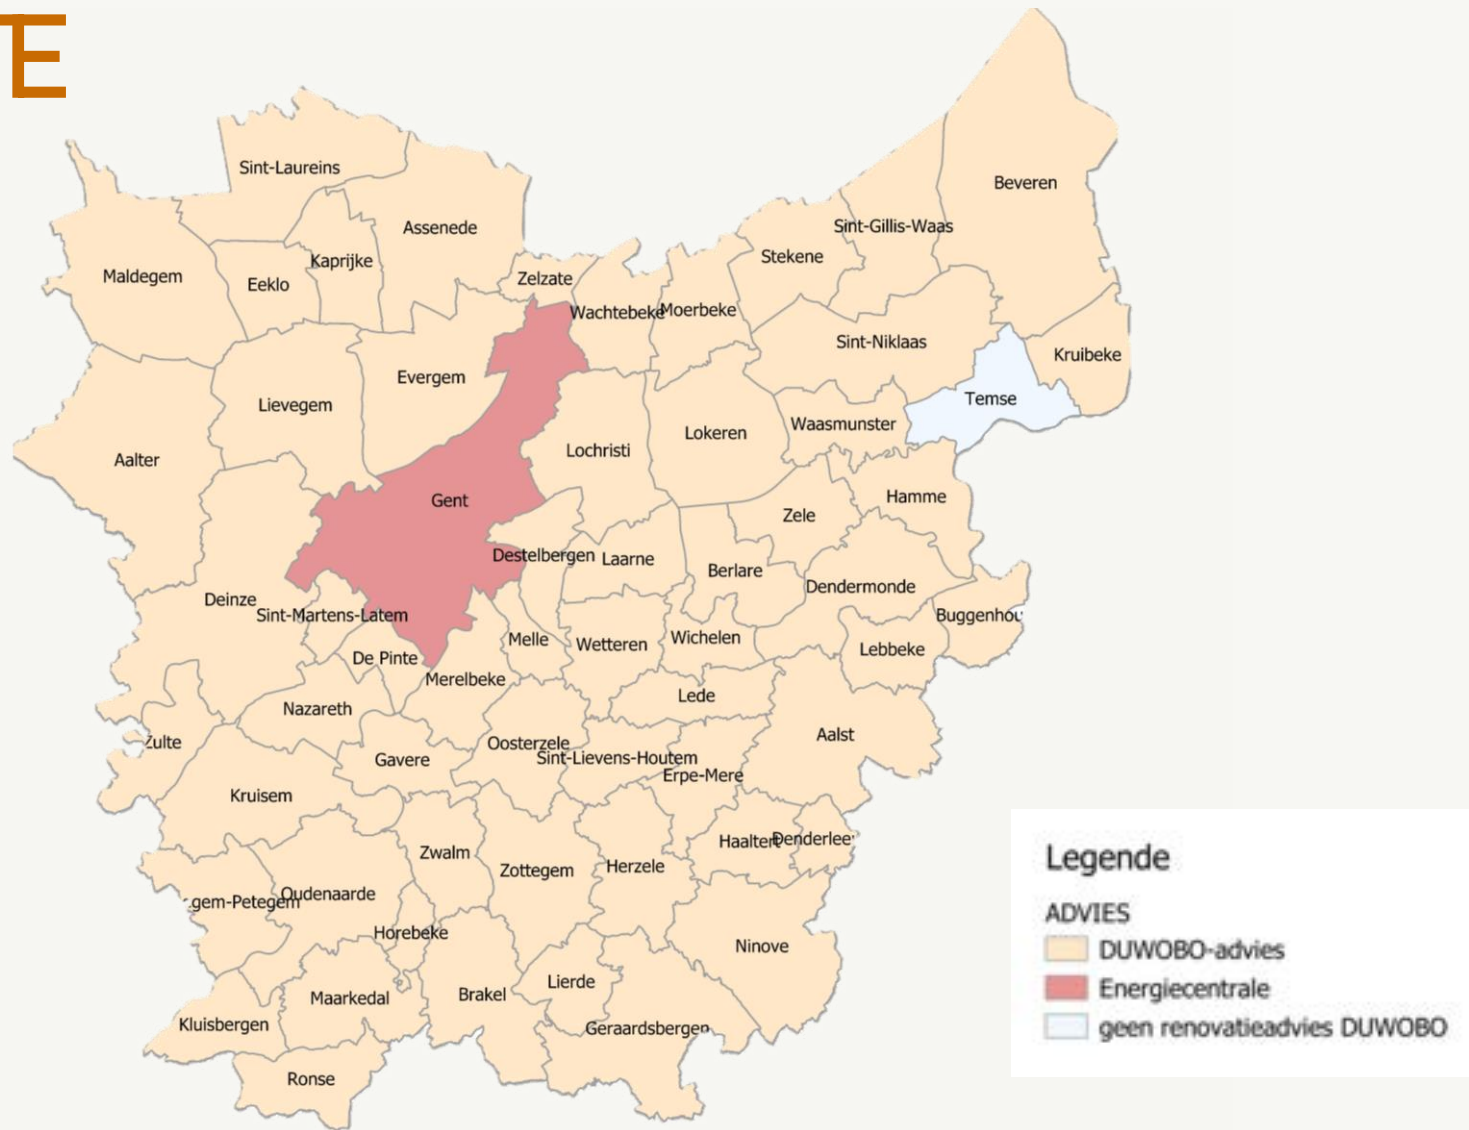 TE
Sint-Laureins
Beveren
Assenede
Sint-Gillis-Waas
Stekene
Kaprijke
Maldegem
Eeklo
Zelzate
Wachtebeke
Moerbeke
Sint-Niklaas
Kruibeke
Evergem
Temse
Lievegem
Waasmunster
Lokeren
Lochristi
Aalter
Hamme
Gent
Zele
Destelbergen
Laarne
Berlare
Dendermonde
Deinze
Sint-Martens-Latem
Buggenhou
Melle
Wetteren
Wichelen
Lebbeke
De Pinte
Merelbeke
Lede
Nazareth
Aalst
Zulte
Oosterzele
Sint-Lievens-Houtem
Gavere
Erpe-Mere
Kruisem
Haaltert
Denderlee
Zwalm
Herzele
Zottegem
Oudenaarde
gem-Petegem
Horebeke
Ninove
Lierde
Brakel
Maarkedal
Kluisbergen
Geraardsbergen
Ronse
Legende
ADVIES
DUWOBO-advies
Energiecentrale
geen renovatieadvies DUWOBO